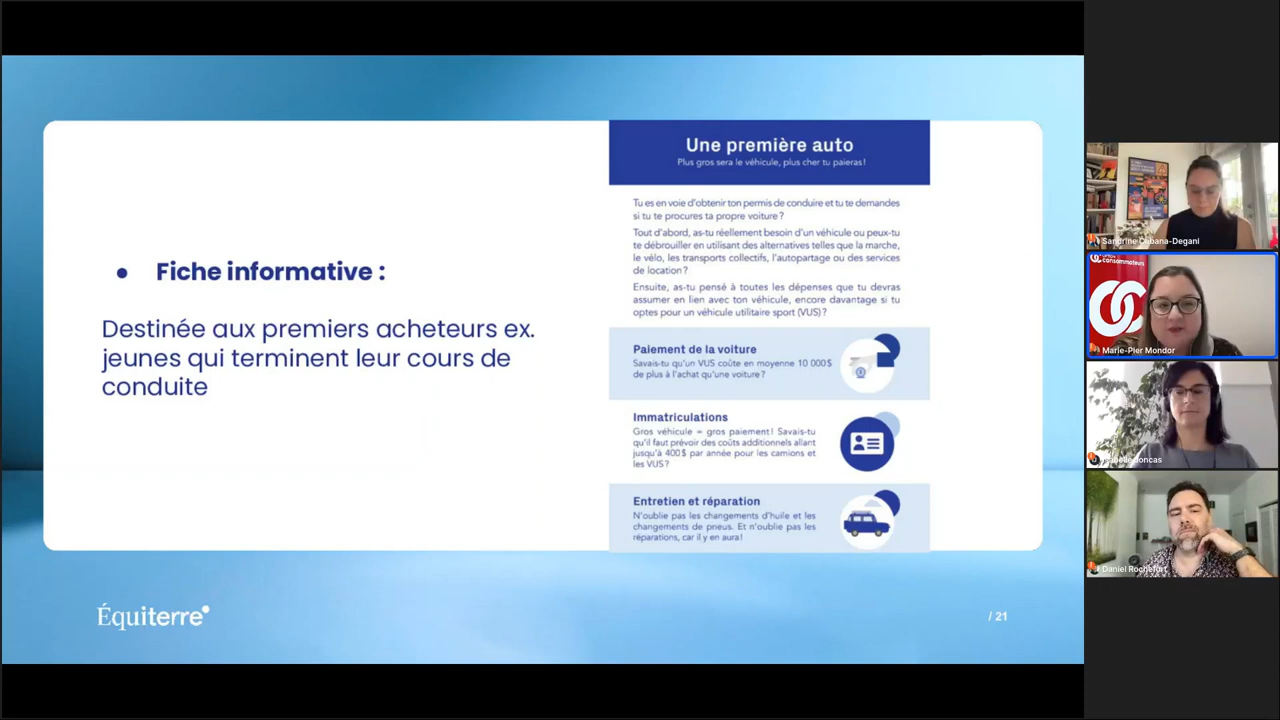 Fiche informative :
Destinée aux premiers acheteurs ex.
jeunes qui terminent leur cours de
conduite
Une première auto
Plus gros sera le véhicule, plus cher tu paieras!
Tu es en voie d'obtenir ton permis de conduire et tu te demandes
si tu te procures ta propre voiture ?
Tout d'abord, as-tu réellement besoin d'un véhicule ou peux-tu
te débrouiller en utilisant des alternatives telles que la marche,
le vélo, les transports collectifs, l'autopartage ou des services
de location ?
Ensuite, as-tu pensé à toutes les dépenses que tu devras
assumer en lien avec ton véhicule, encore davantage si tu
optes pour un véhicule utilitaire sport (VUS) ?
Paiement de la voiture
Savais-tu qu'un VUS coûte en moyenne 10 000 $
de plus à l'achat qu'une voiture ?
Immatriculations
Gros véhicule = gros paiement ! Savais-tu
qu'il faut prévoir des coûts additionnels allant
jusqu'à 400 $ par année pour les camions et
les VUS ?
Entretien et réparation
N'oublie pas les changements d'huile et les
changements de pneus. Et n'oublie pas les
réparations, car il y en aura !
Équiterre
/ 21
Sandrine Cabana-Degani
consommateurs
Marie-Pier Mondor
Joncas
Daniel Rochefort